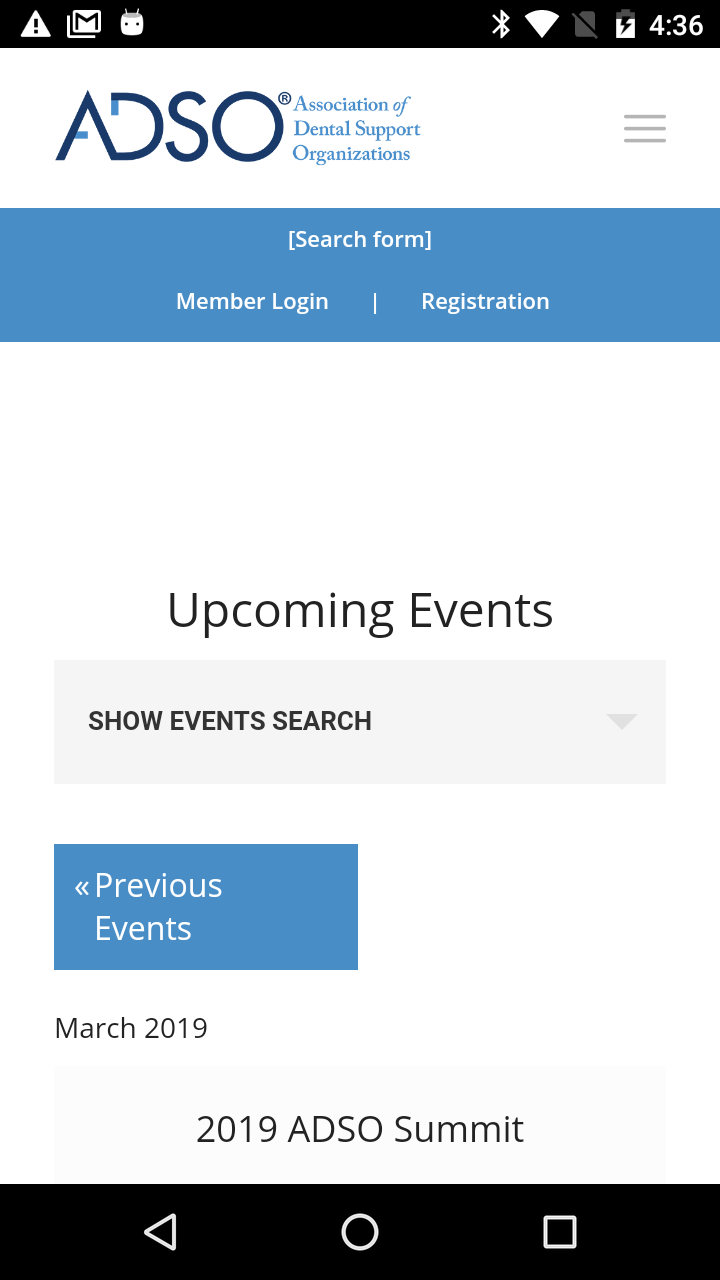 4:36
ADSO® Association of
Dental Support
Organizations
[Search form]
Member Login | Registration
Upcoming Events
SHOW EVENTS SEARCH
« Previous
Events
March 2019
2019 ADSO Summit